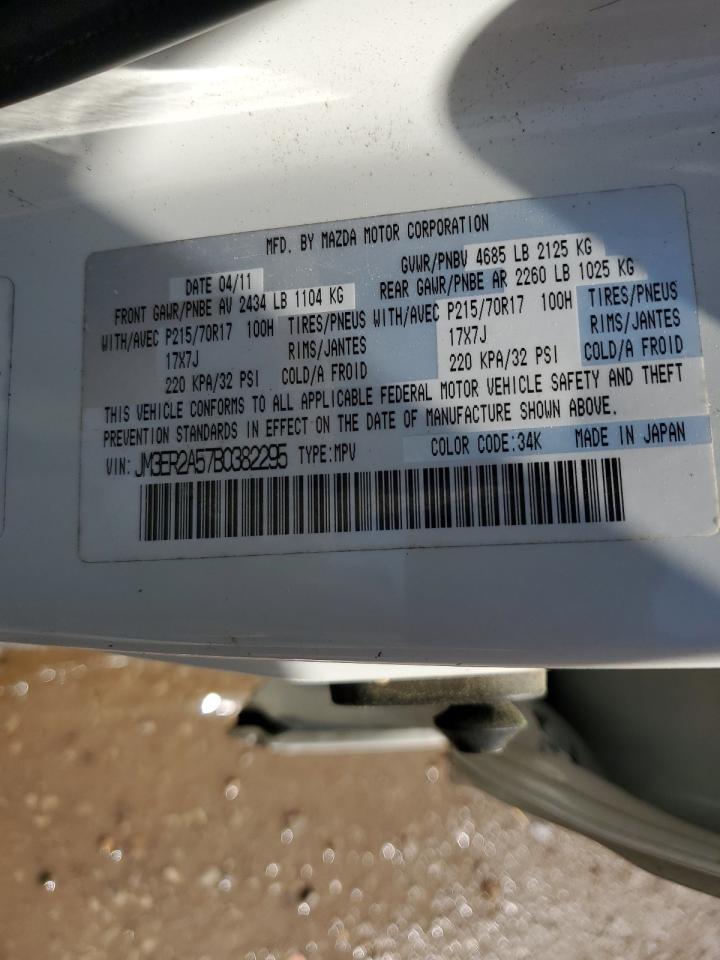 MFD. BY MAZDA MOTOR CORPORATION
DATE 04/11 GVWR/PNBV 4685 LB 2125 KG
FRONT GAWR/PNBE AV 2434 LB 1104 KG REAR GAWR/PNBE AR 2260 LB 1025 KG
WITH/AVEC P215/70R17 100H TIRES/PNEUS WITH/AVEC P215/70R17 100H TIRES/PNEUS
17X7J RIMS/JANTES 17X7J RIMS/JANTES
220 KPA/32 PSI COLD/A FROID 220 KPA/32 PSI COLD/A FROID
THIS VEHICLE CONFORMS TO ALL APPLICABLE FEDERAL MOTOR VEHICLE SAFETY AND THEFT
PREVENTION STANDARDS IN EFFECT ON THE DATE OF MANUFACTURE SHOWN ABOVE.
VIN: JM3ER2A57B0382295 TYPE:MPV COLOR CODE:34K MADE IN JAPAN